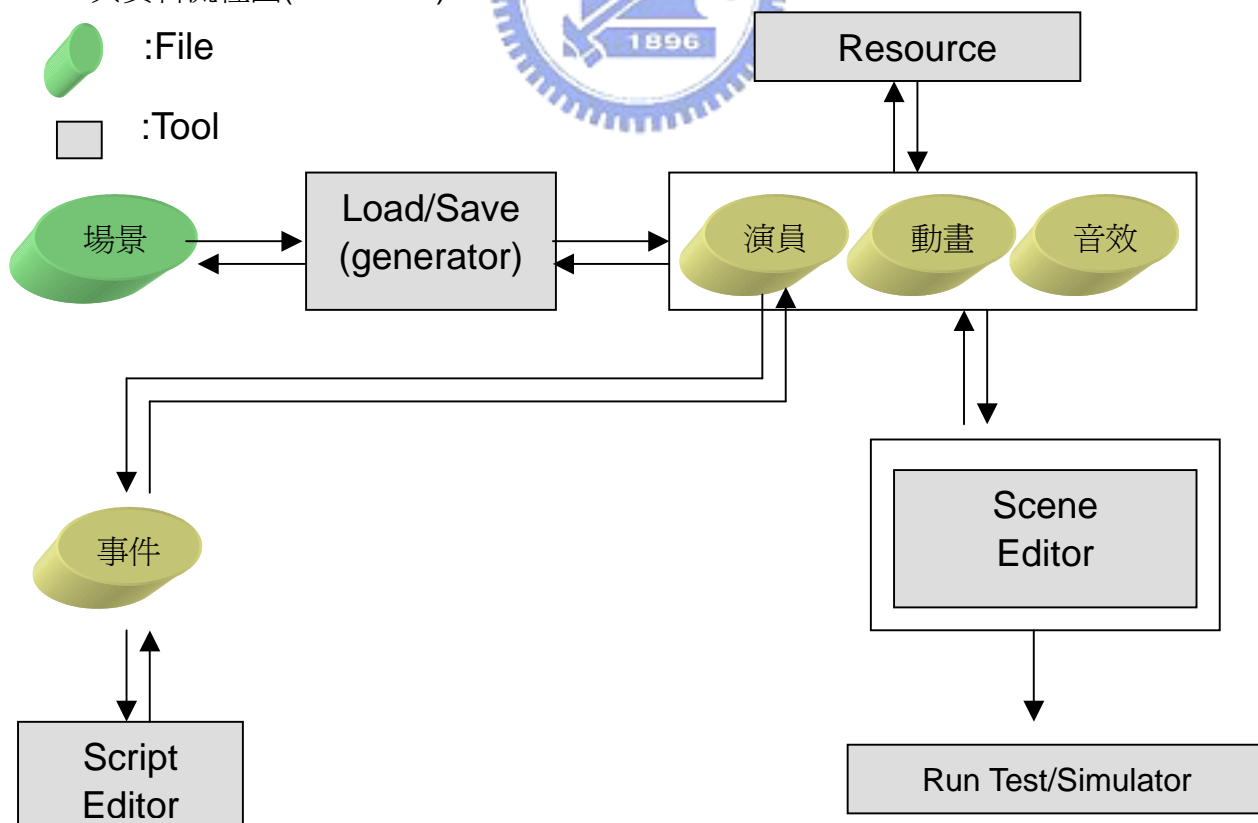 :File
:Tool
1896
Resource
Load/Save
(generator)
場景
演員
動畫
音效
事件
Scene
Editor
Script
Editor
Run Test/Simulator